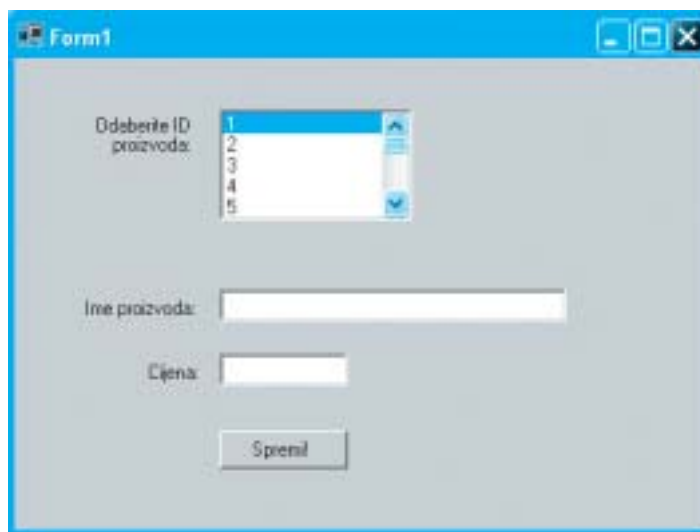 Form1
Odaberite ID
proizvoda:
1
2
3
4
5
Ime proizvoda:
Cijena:
Spremi!